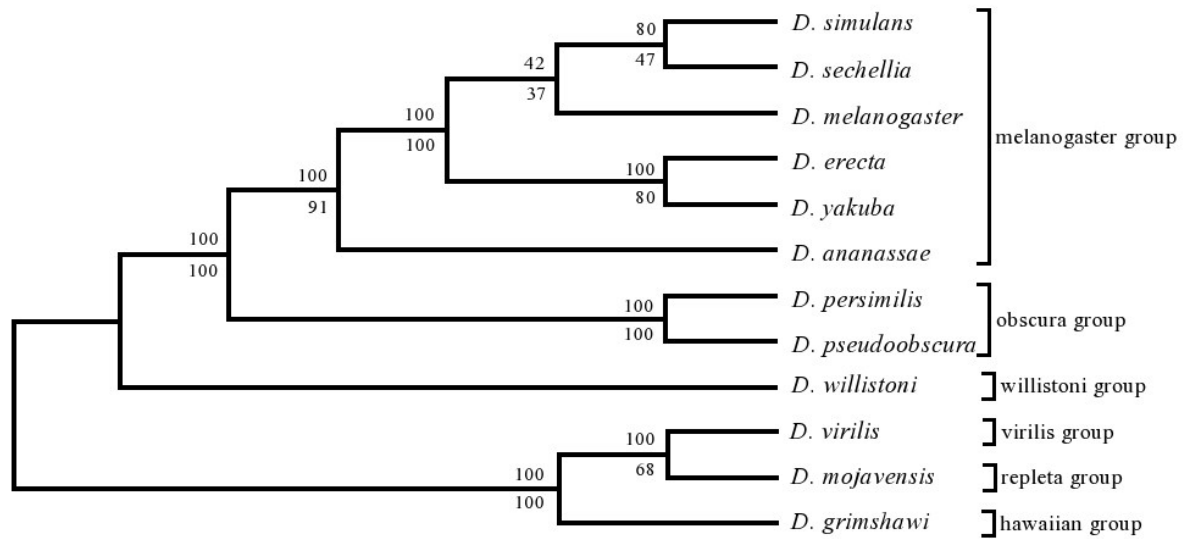 80
D. simulans
47
D. sechellia
42
37
D. melanogaster
melanogaster group
100
100
100
D. erecta
80
D. yakuba
100
91
D. ananassae
100
100
100
D. persimilis
obscura group
100
D. pseudoobscura
D. willistoni
willistoni group
D. virilis
virilis group
100
68
D. mojavensis
repleta group
100
100
D. grimshawi
hawaiian group